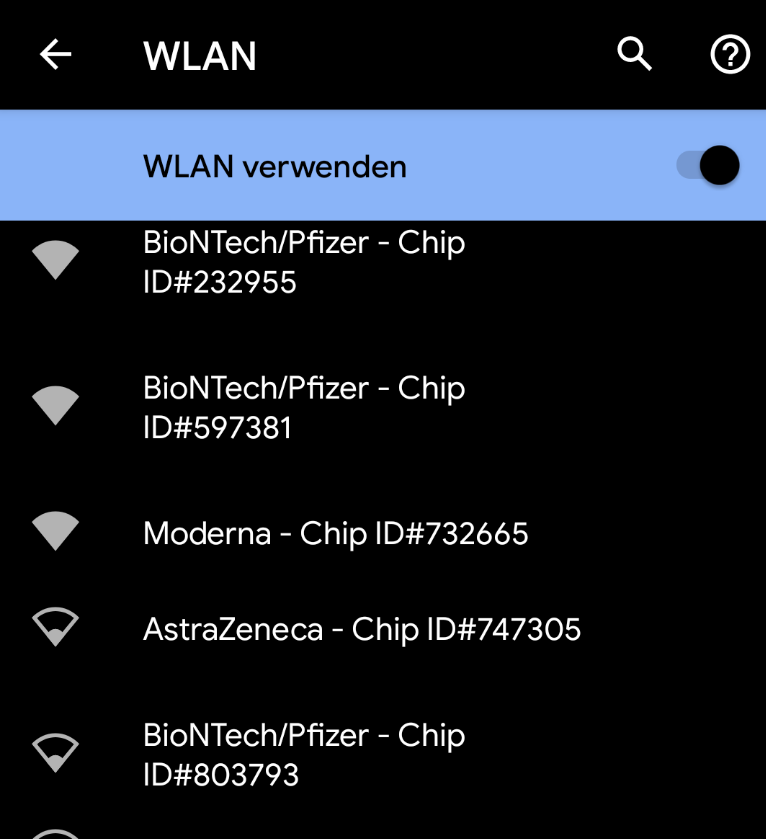 WLAN
WLAN verwenden
BioNTech/Pfizer - Chip
ID#232955
BioNTech/Pfizer - Chip
ID#597381
Moderna - Chip ID#732665
AstraZeneca - Chip ID#747305
BioNTech/Pfizer - Chip
ID#803793